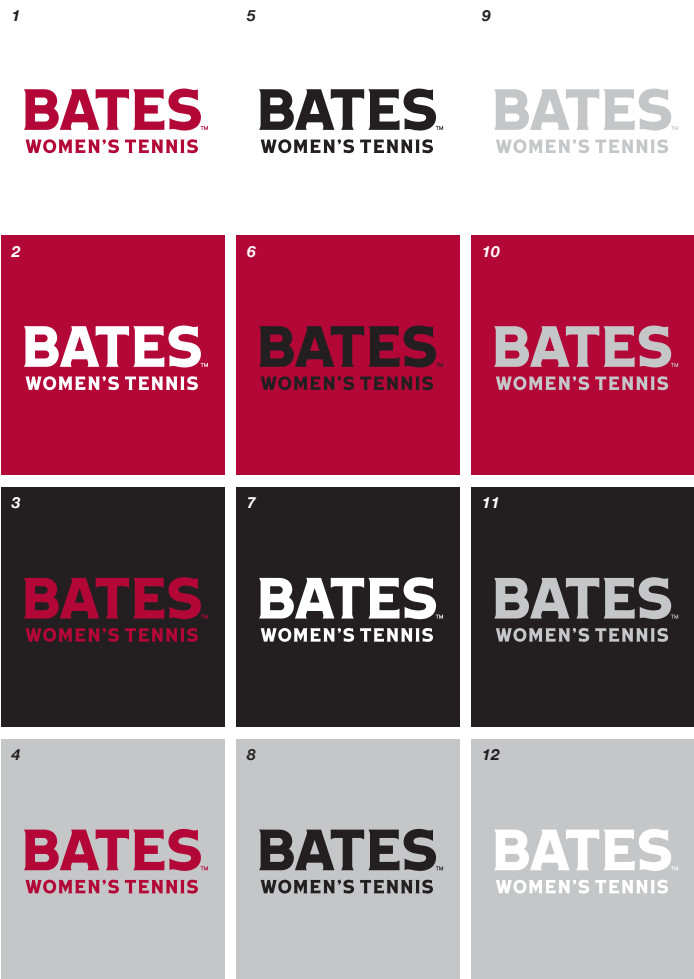 1
BATES™
WOMEN'S TENNIS
5
BATES™
WOMEN'S TENNIS
9
BATES™
WOMEN'S TENNIS
2
BATES™
WOMEN'S TENNIS
6
BATES™
WOMEN'S TENNIS
10
BATES™
WOMEN'S TENNIS
3
BATES™
WOMEN'S TENNIS
7
BATES™
WOMEN'S TENNIS
11
BATES™
WOMEN'S TENNIS
4
BATES™
WOMEN'S TENNIS
8
BATES™
WOMEN'S TENNIS
12
BATES™
WOMEN'S TENNIS